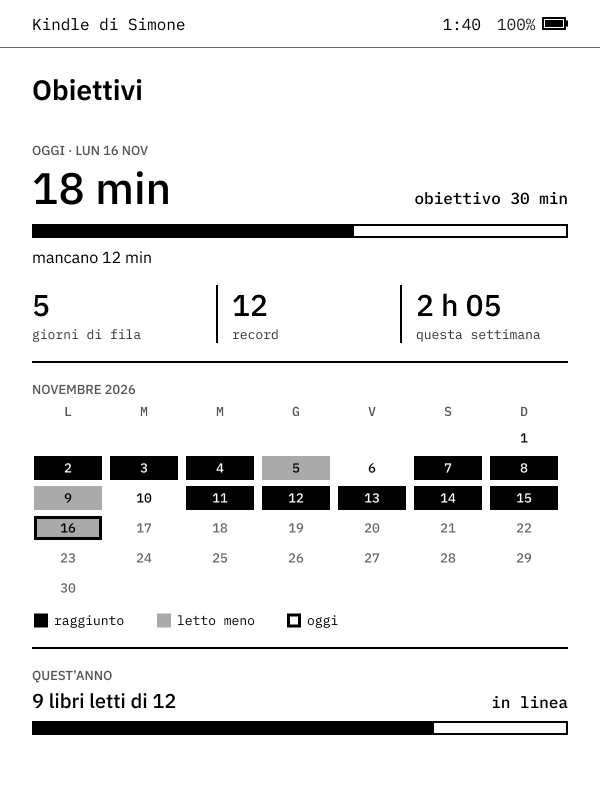 Kindle di Simone 1:40 100%
Obiettivi
OGGI · LUN 16 NOV
18 min obiettivo 30 min
mancano 12 min
5 12 2 h 05
giorni di fila record questa settimana
NOVEMBRE 2026
L M M G V S D
1
2 3 4 5 6 7 8
9 10 11 12 13 14 15
16 17 18 19 20 21 22
23 24 25 26 27 28 29
30
raggiunto letto meno oggi
QUEST’ANNO
9 libri letti di 12 in linea